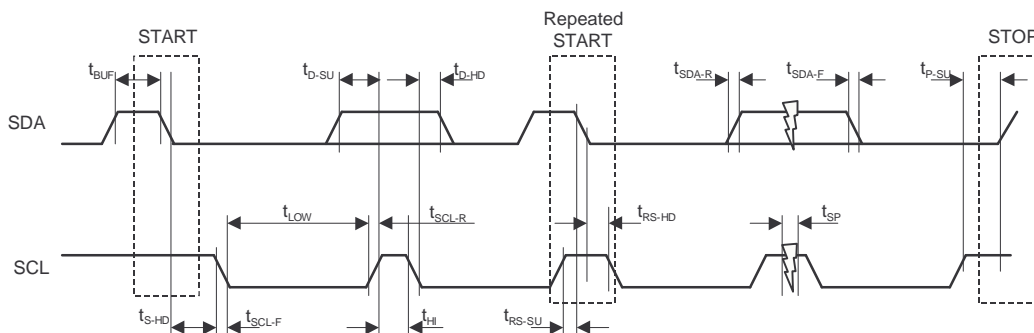 Repeated
START START STOP
tBUF tD-SU tD-HD tSDA-R tSDA-F tP-SU
SDA
tLOW tSCL-R tRS-HD tSP
SCL
tS-HD tSCL-F tHI tRS-SU